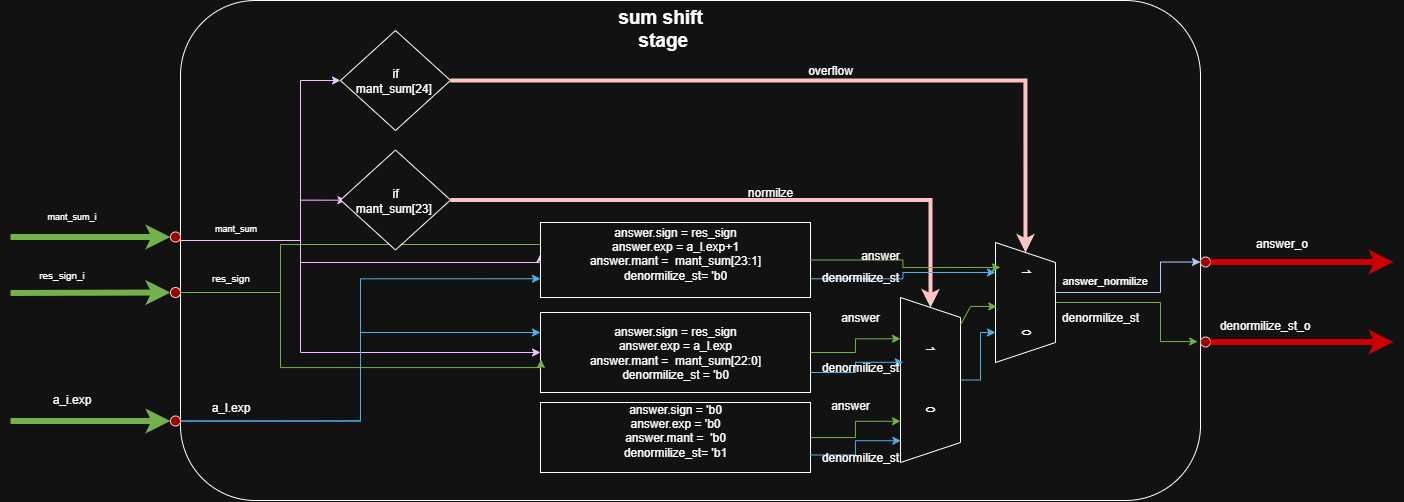 sum shift
stage
if
mant_sum[24]
overflow
if
mant_sum[23]
normilze
mant_sum_i
mant_sum
res_sign_i
res_sign
a_i.exp
a_I.exp
answer.sign = res_sign
answer.exp = a_I.exp+1
answer.mant = mant_sum[23:1]
denormilize_st= 'b0
answer
denormilize_st
answer.sign = res_sign
answer.exp = a_I.exp
answer.mant = mant_sum[22:0]
denormilize_st = 'b0
answer
denormilize_st
answer.sign = 'b0
answer.exp = 'b0
answer.mant = 'b0
denormilize_st= 'b1
answer
denormilize_st
1
0
1
0
answer_normilize
denormilize_st
answer_o
denormilize_st_o